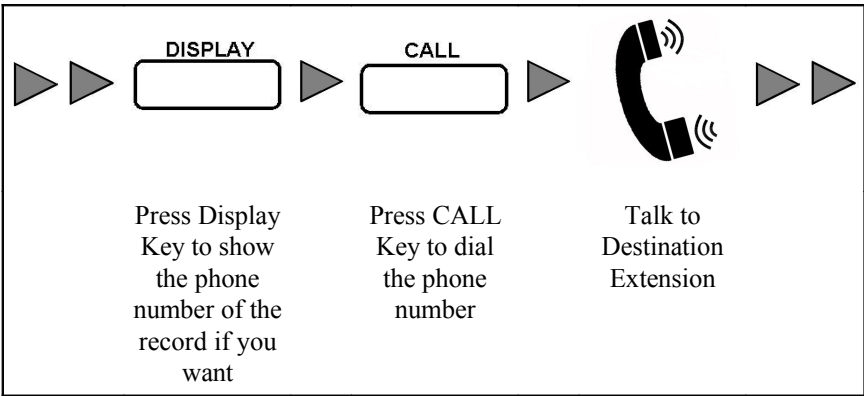 DISPLAY
CALL
Press Display
Key to show
the phone
number of the
record if you
want
Press CALL
Key to dial
the phone
number
Talk to
Destination
Extension